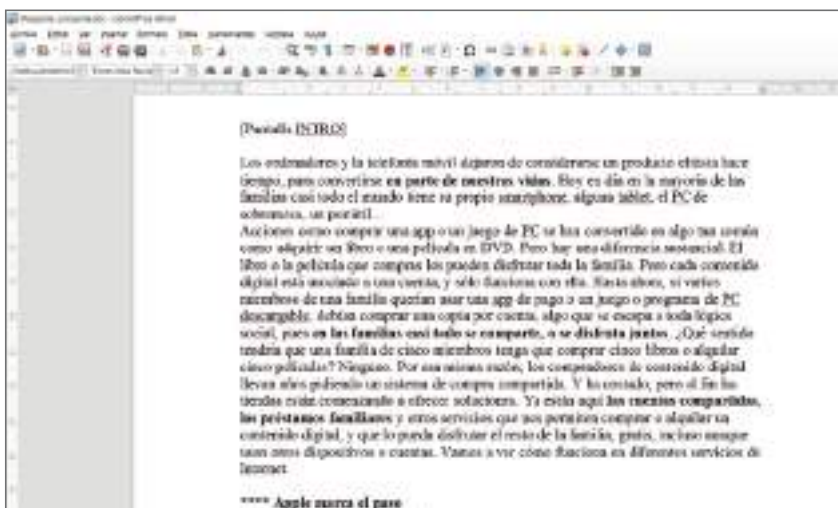 [Pantalla INTRO]
Los ordenadores y la telefonía móvil dejaron de considerarse un producto elitista hace
tiempo, para convertirse en parte de nuestras vidas. Hoy en día en la mayoría de las
familias casi todo el mundo tiene su propio smartphone, alguna tablet, el PC de
sobremesa, un portátil...
Acciones como comprar una app o un juego de PC se han convertido en algo tan común
como adquirir un libro o una película en DVD. Pero hay una diferencia sustancial. El
libro o la película que compras los pueden disfrutar toda la familia. Pero cada contenido
digital está asociado a una cuenta, y sólo funciona con ella. Hasta ahora, si varios
miembros de una familia querían usar una app de pago o un juego o programa de PC
descargable, debían comprar una copia por cuenta, algo que se escapa a toda lógica
social, pues en las familias casi todo se comparte, o se disfruta juntos. ¿Qué sentido
tendría que una familia de cinco miembros tenga que comprar cinco libros o alquilar
cinco películas? Ninguno. Por esa misma razón, los compradores de contenido digital
llevan años pidiendo un sistema de compra compartida. Y ha costado, pero al fin las
tiendas están comenzando a ofrecer soluciones. Ya están aquí las cuentas compartidas,
los préstamos familiares y otros servicios que nos permiten comprar o alquilar un
contenido digital, y que lo pueda disfrutar el resto de la familia, gratis, incluso aunque
usen otros dispositivos o cuentas. Vamos a ver cómo funciona en diferentes servicios de
Internet.
**** Apple marca el paso